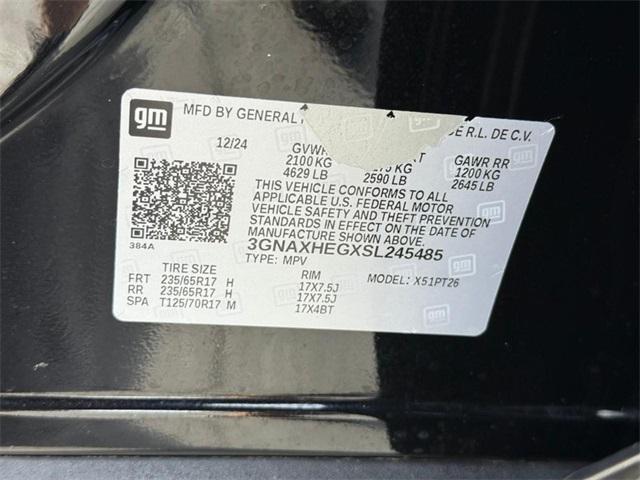 gm MFD BY GENERAL DE R.L. DE C.V.
12/24 GVWR GAWR RR
2100 KG KG 1200 KG
4629 LB 2590 LB 2645 LB
THIS VEHICLE CONFORMS TO ALL
APPLICABLE U.S. FEDERAL MOTOR
VEHICLE SAFETY AND THEFT PREVENTION
STANDARDS IN EFFECT ON THE DATE OF
MANUFACTURE SHOWN ABOVE.
384A
3GNAXHEGXSL245485
TYPE: MPV MODEL: X51PT26
TIRE SIZE RIM
FRT 235/65R17 H 17X7.5J
RR 235/65R17 H 17X7.5J
SPA T125/70R17 M 17X4BT